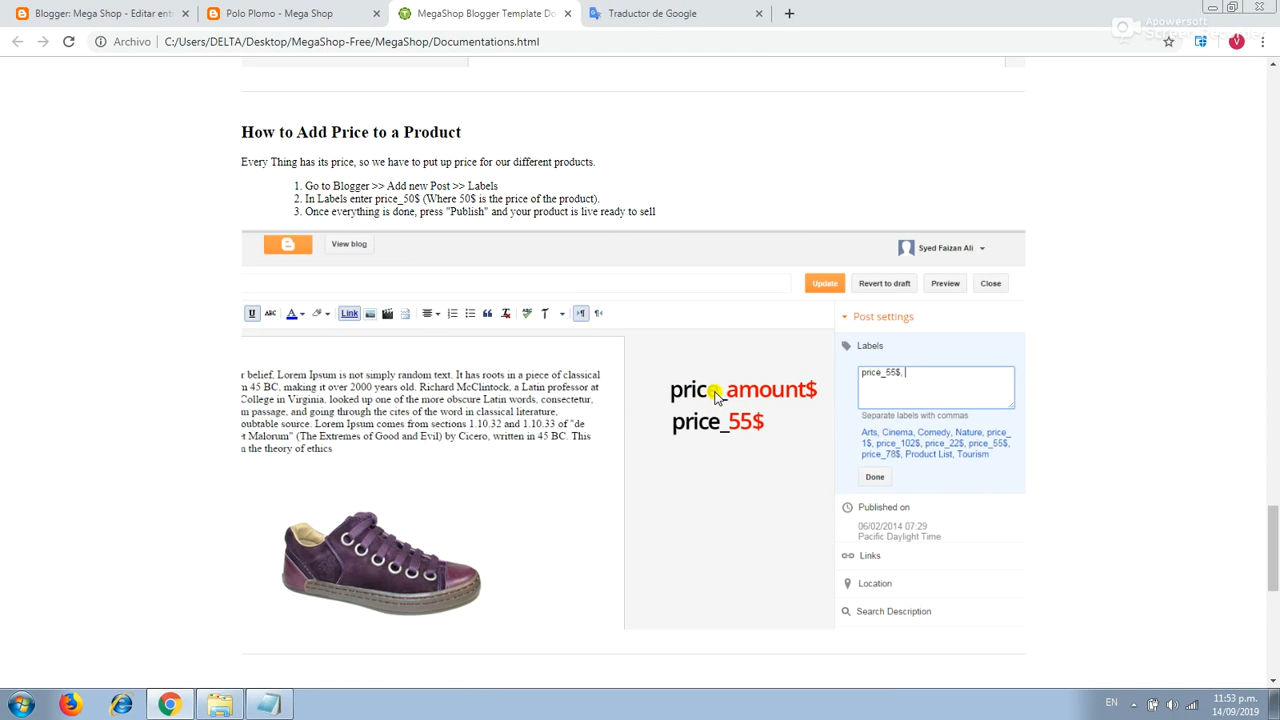 Blogger: Mega Shop - Editar entr
Polo Plomo - Mega Shop
MegaShop Blogger Template Do
Traductor de Google
Archivo
C:/Users/DELTA/Desktop/MegaShop-Free/MegaShop/Documentations.html
Apowersoft
Screen Recorder
V
How to Add Price to a Product
Every Thing has its price, so we have to put up price for our different products.
1. Go to Blogger >> Add new Post >> Labels
2. In Labels enter price_50$ (Where 50$ is the price of the product).
3. Once everything is done, press "Publish" and your product is live ready to sell
View blog
Syed Faizan Ali
Update
Revert to draft
Preview
Close
U
ABC
A
Link
Post settings
Labels
price_55$,
Separate labels with commas
Arts, Cinema, Comedy, Nature, price_
1$, price_102$, price_22$, price_55$,
price_78$, Product List, Tourism
Done
Published on
06/02/2014 07:29
Pacific Daylight Time
Links
Location
Search Description
r belief, Lorem Ipsum is not simply random text. It has roots in a piece of classical
n 45 BC, making it over 2000 years old. Richard McClintock, a Latin professor at
College in Virginia, looked up one of the more obscure Latin words, consectetur,
m passage, and going through the cites of the word in classical literature,
oubtable source. Lorem Ipsum comes from sections 1.10.32 and 1.10.33 of "de
et Malorum" (The Extremes of Good and Evil) by Cicero, written in 45 BC. This
n the theory of ethics
price_amount$
price_55$
EN
11:53 p.m.
14/09/2019